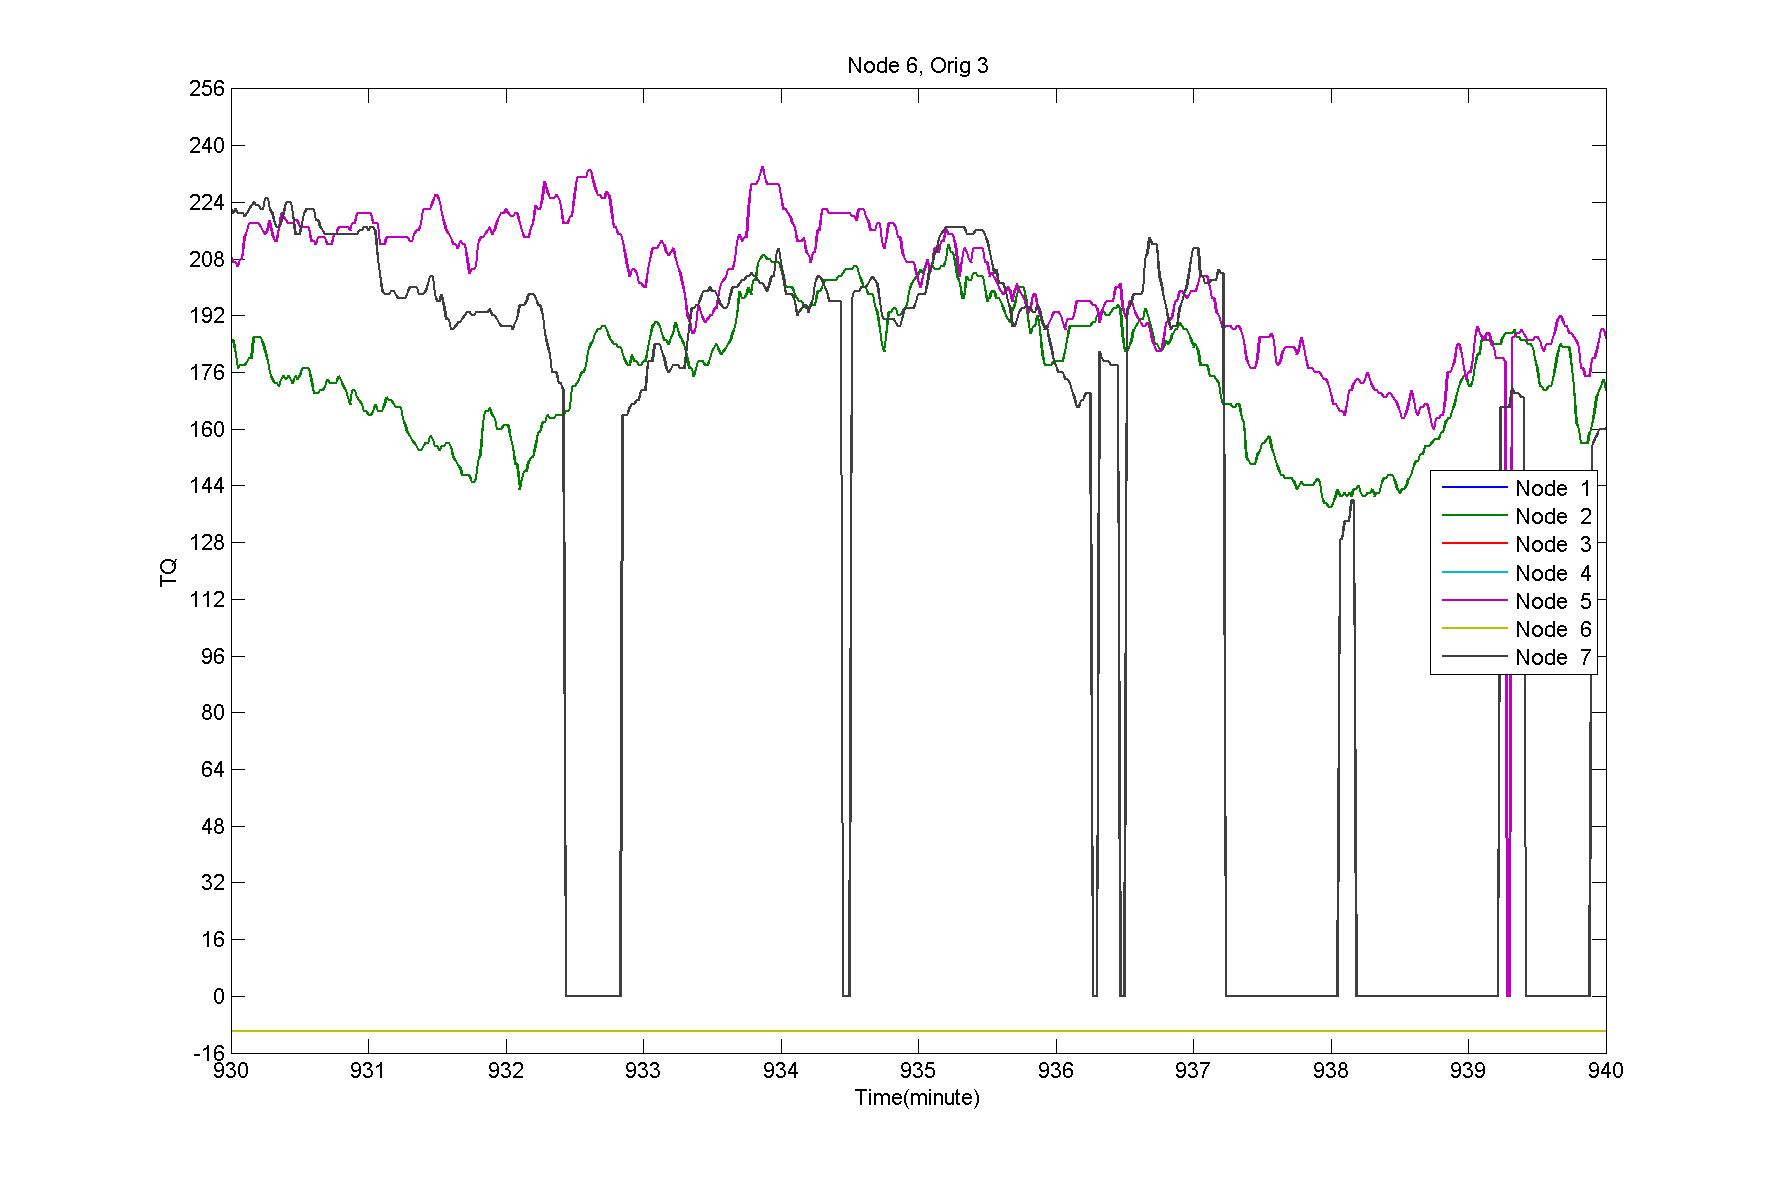 Node 6, Orig 3
256
240
224
208
192
176
160
144
128
112
96
80
64
48
32
16
0
-16
TQ
930 931 932 933 934 935 936 937 938 939 940
Time(minute)
Node 1
Node 2
Node 3
Node 4
Node 5
Node 6
Node 7